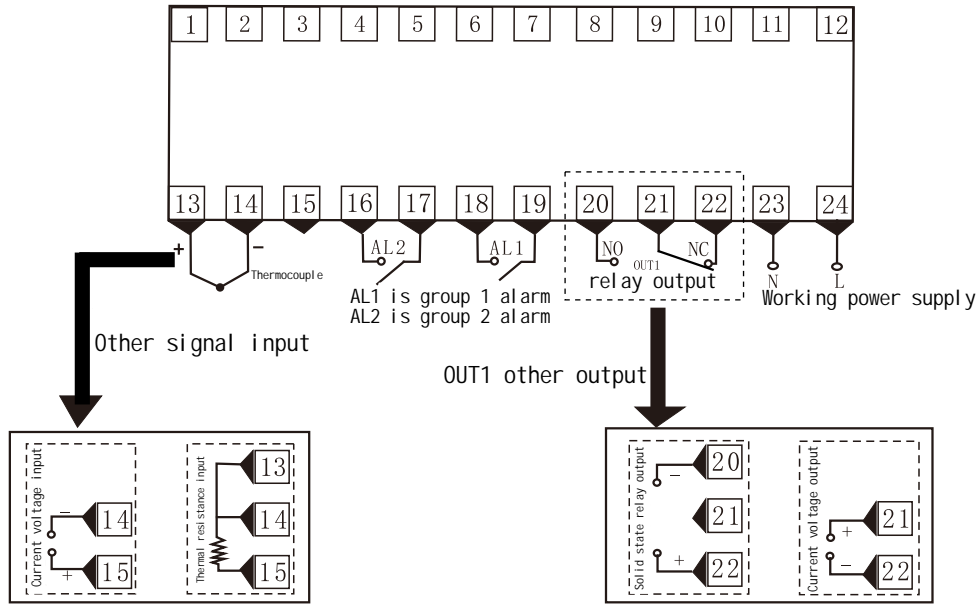 1 2 3 4 5 6 7 8 9 10 11 12
13 14 15 16 17 18 19 20 21 22 23 24
+ −
Thermocouple
AL2
AL1
NO
OUT1
NC
relay output
N
L
Working power supply
AL1 is group 1 alarm
AL2 is group 2 alarm
Other signal input
OUT1 other output
Current voltage input
−
14
+
15
Thermal resistance input
13
14
15
Solid state relay output
−
20
21
+
22
Current voltage output
21
+
−
22